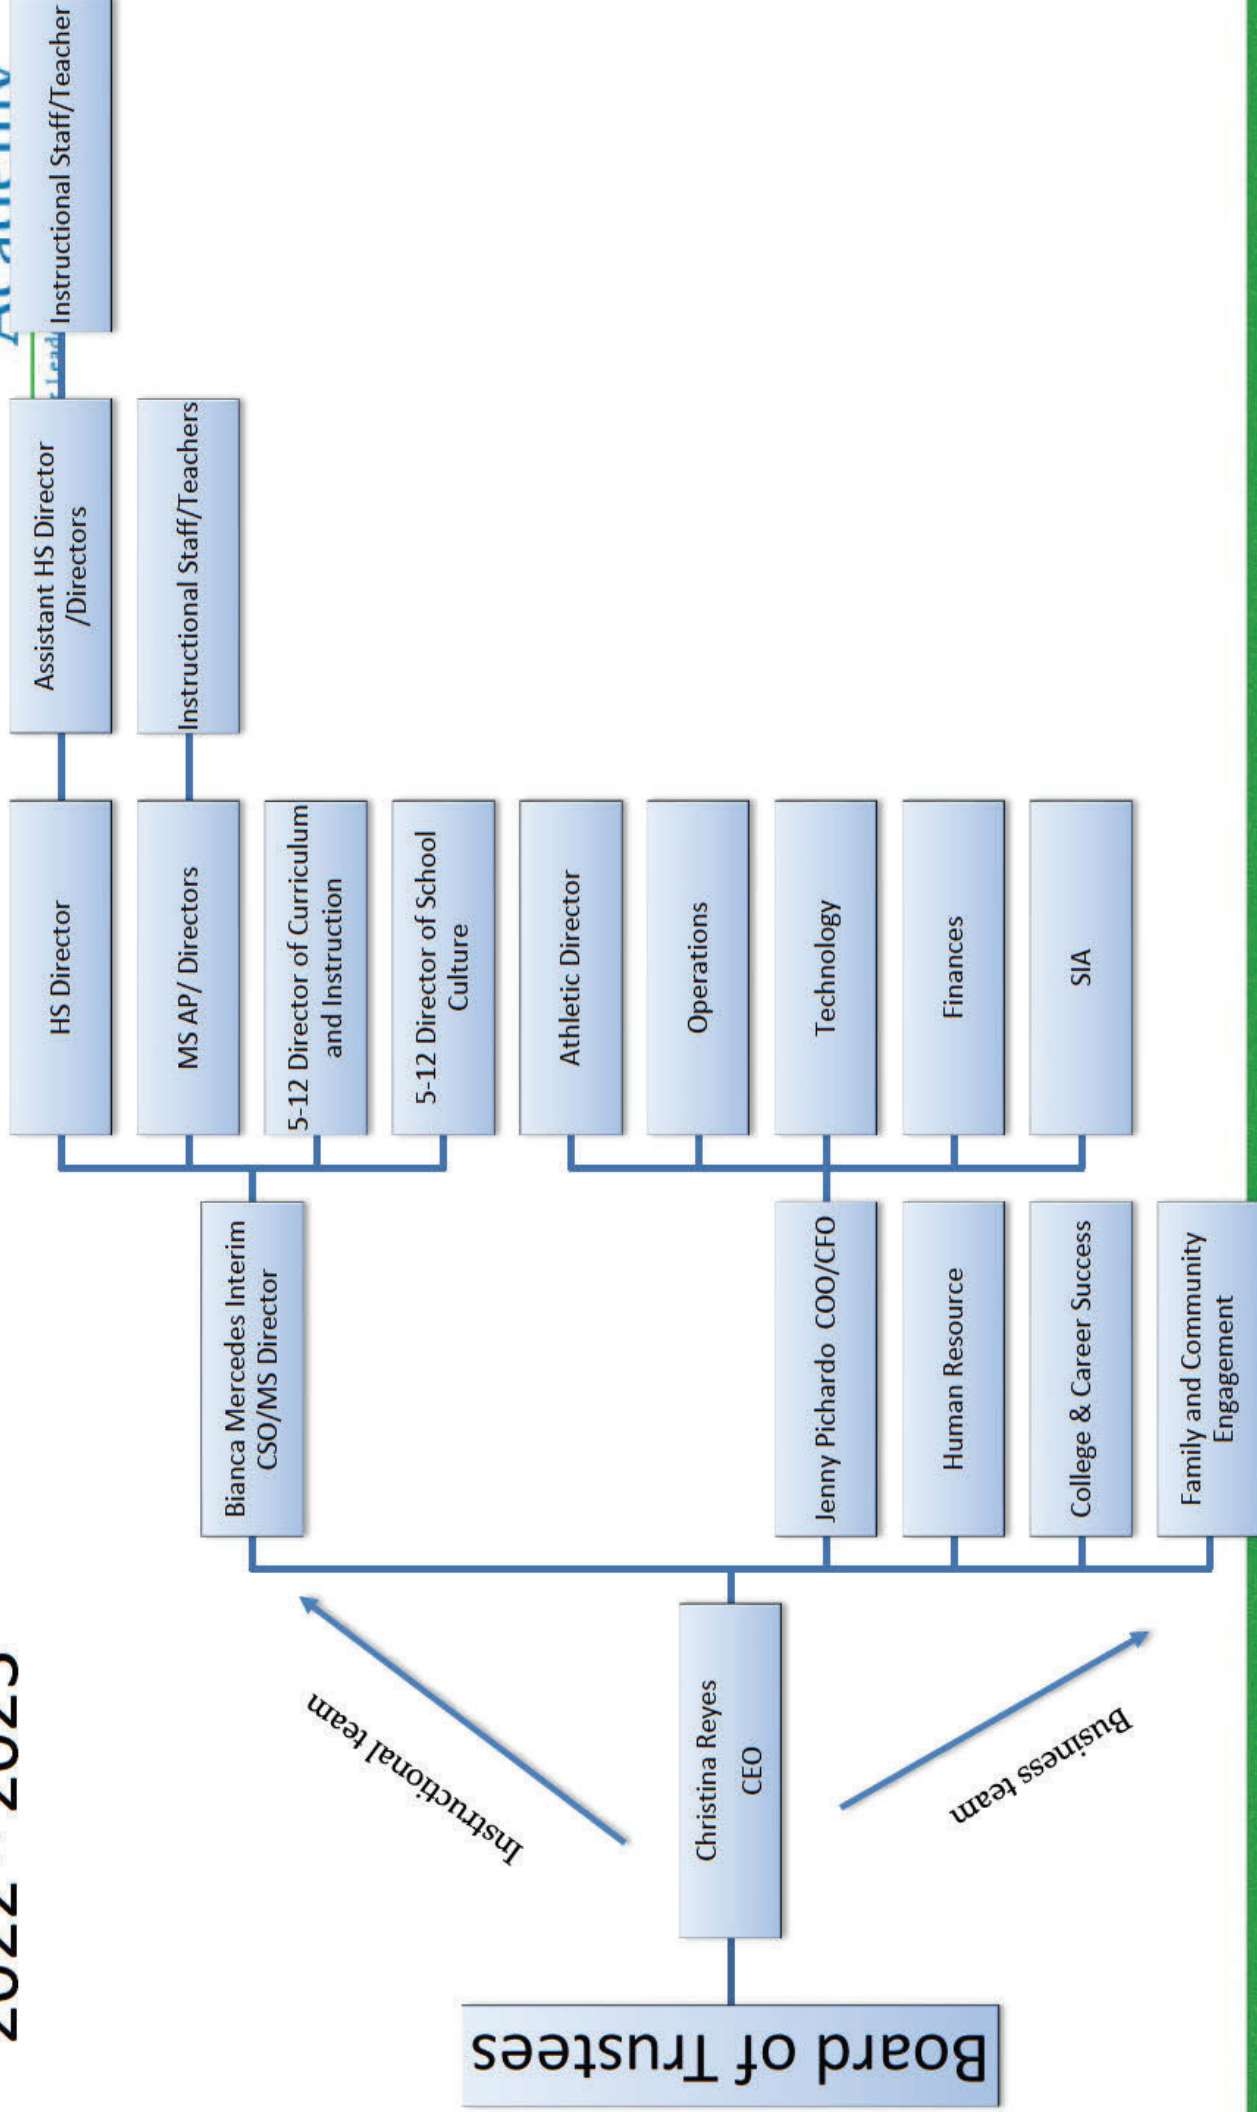 2022 - 2023
Academy
Board of Trustees
Christina Reyes
CEO
Instructional team
Business team
Bianca Mercedes Interim
CSO/MS Director
HS Director
Assistant HS Director
/Directors
Instructional Staff/Teacher
MS AP/ Directors
Instructional Staff/Teachers
5-12 Director of Curriculum
and Instruction
5-12 Director of School
Culture
Jenny Pichardo  COO/CFO
Athletic Director
Operations
Technology
Finances
SIA
Human Resource
College & Career Success
Family and Community
Engagement